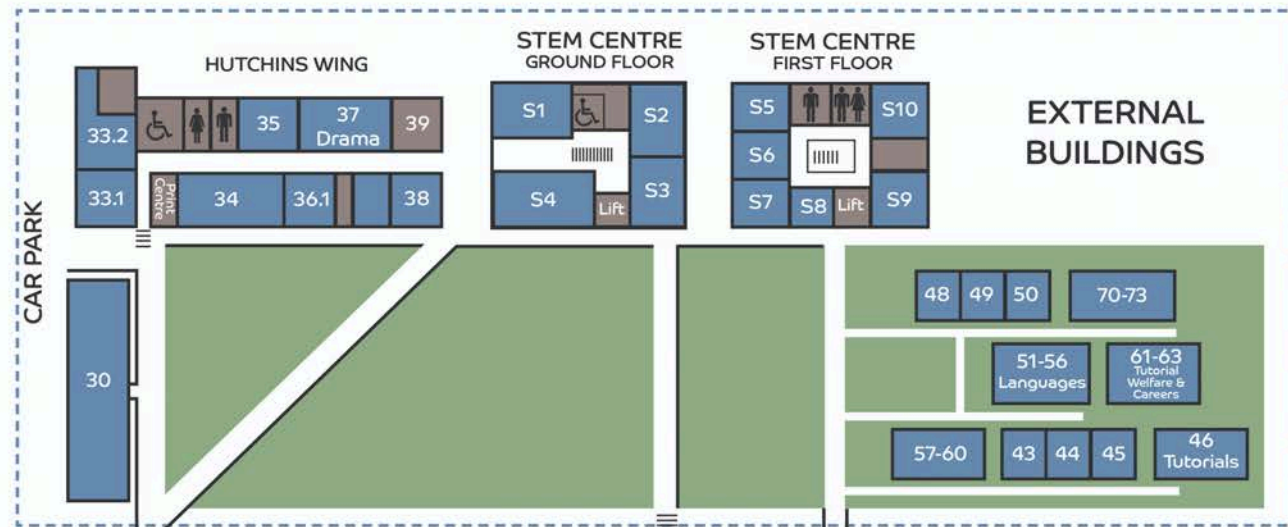 HUTCHINS WING
STEM CENTRE
GROUND FLOOR
STEM CENTRE
FIRST FLOOR
EXTERNAL
BUILDINGS
CAR PARK
33.2
33.1
35
37
Drama
39
Print
Centre
34
36.1
38
S1
S2
S4
Lift
S3
S5
S10
S6
S7
S8
Lift
S9
30
48
49
50
70-73
51-56
Languages
61-63
Tutorial
Welfare &
Careers
57-60
43
44
45
46
Tutorials